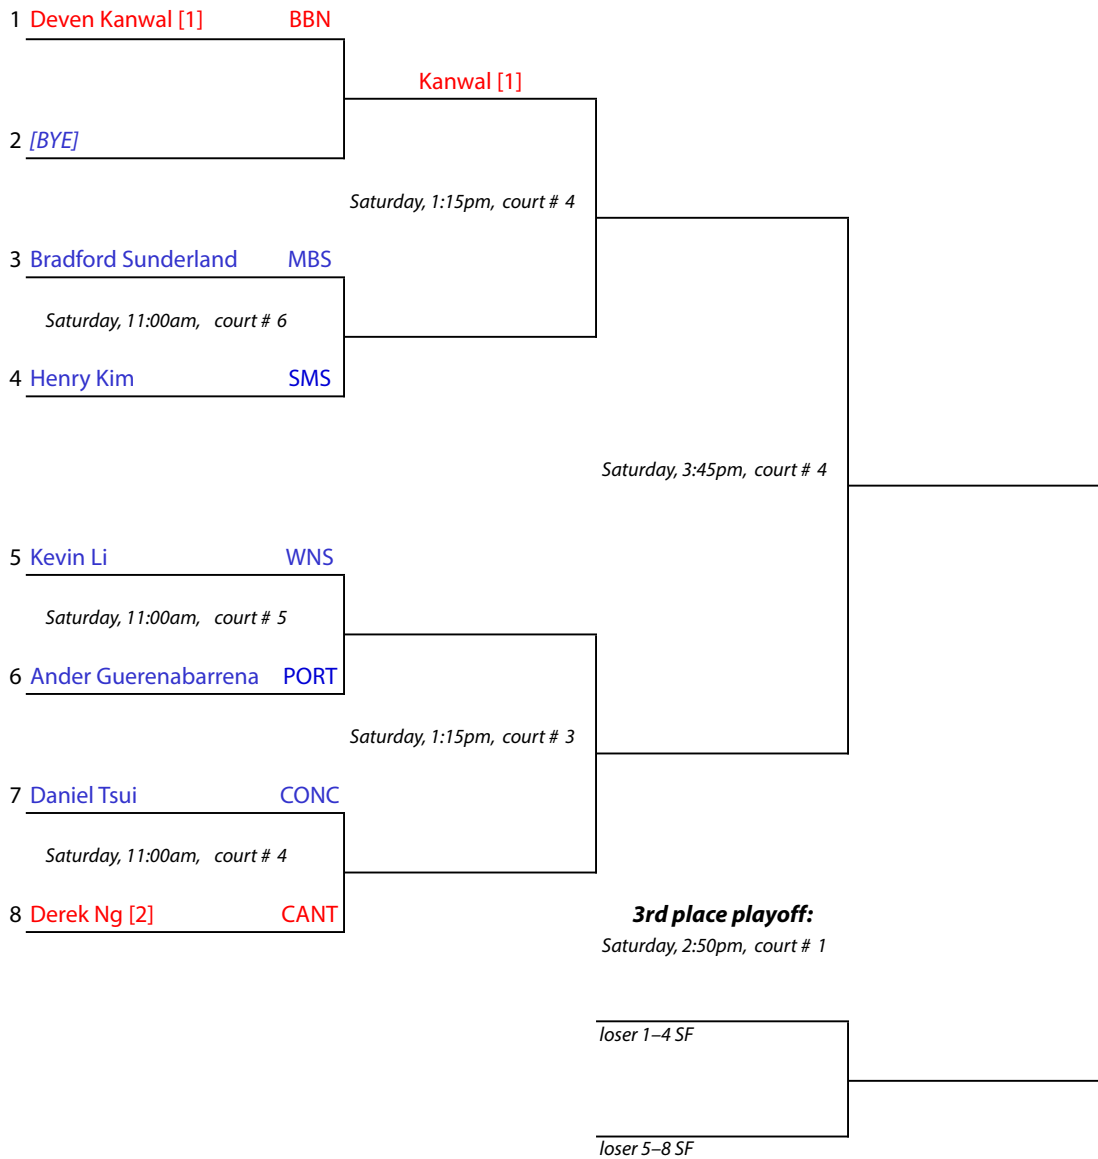 1 Deven Kanwal [1] BBN
Kanwal [1]
2 [BYE]
Saturday, 1:15pm, court # 4
3 Bradford Sunderland MBS
Saturday, 11:00am, court # 6
4 Henry Kim SMS
Saturday, 3:45pm, court # 4
5 Kevin Li WNS
Saturday, 11:00am, court # 5
6 Ander Guerenabarrena PORT
Saturday, 1:15pm, court # 3
7 Daniel Tsui CONC
Saturday, 11:00am, court # 4
8 Derek Ng [2] CANT
3rd place playoff:
Saturday, 2:50pm, court # 1
loser 1–4 SF
loser 5–8 SF